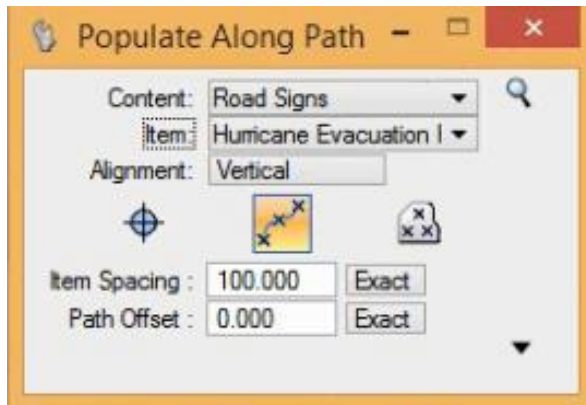 Populate Along Path
Content: Road Signs
Item: Hurricane Evacuation
Alignment: Vertical
Item Spacing : 100.000 Exact
Path Offset : 0.000 Exact